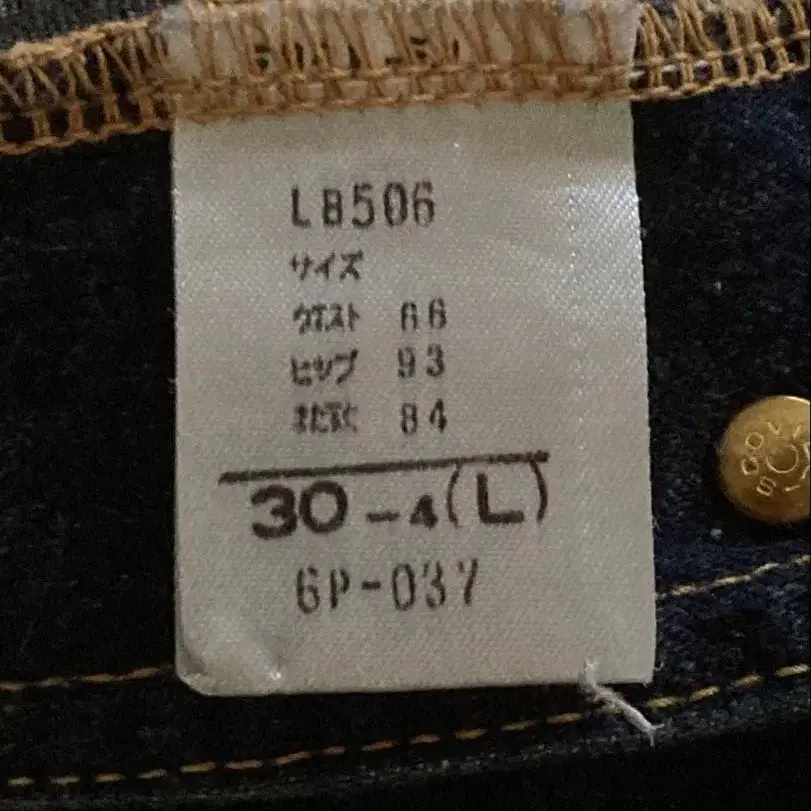 LB506
サイズ
ウエスト 66
ヒップ 93
また下 84
30-4(L)
6P-037